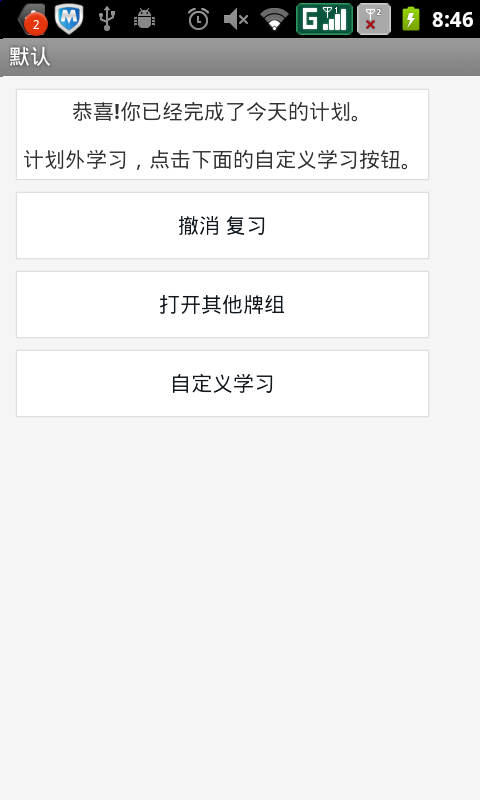 2 M G 1 2 8:46
默认
恭喜!你已经完成了今天的计划。
计划外学习，点击下面的自定义学习按钮。
撤消 复习
打开其他牌组
自定义学习